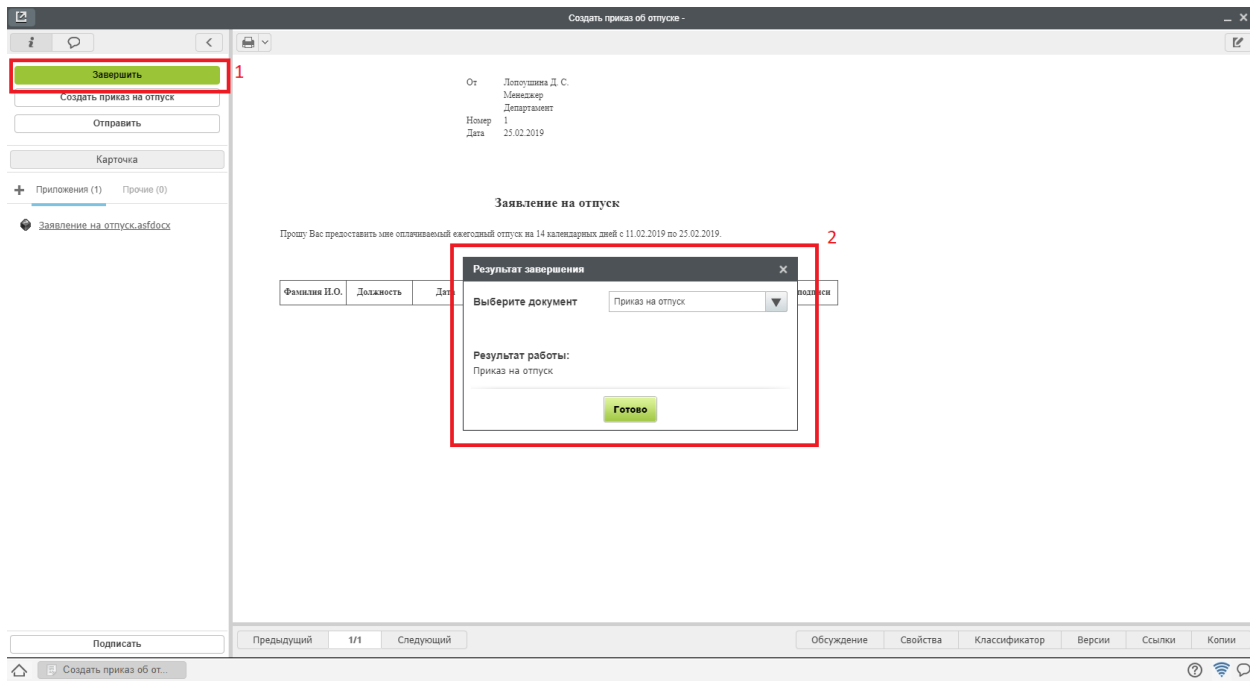 Создать приказ об отпуске -
Завершить
1
Создать приказ на отпуск
Отправить
Карточка
Приложения (1) Прочие (0)
Заявление на отпуск.asfdocx
От Лопоушина Д. С.
Менеджер
Департамент
Номер 1
Дата 25.02.2019
Заявление на отпуск
Прошу Вас предоставить мне оплачиваемый ежегодный отпуск на 14 календарных дней с 11.02.2019 по 25.02.2019.
2
Фамилия И.О. Должность Дата
Результат завершения
Выберите документ Приказ на отпуск
Результат работы:
Приказ на отпуск
Готово
Подписать
Предыдущий 1/1 Следующий Обсуждение Свойства Классификатор Версии Ссылки Копии
Создать приказ об от...